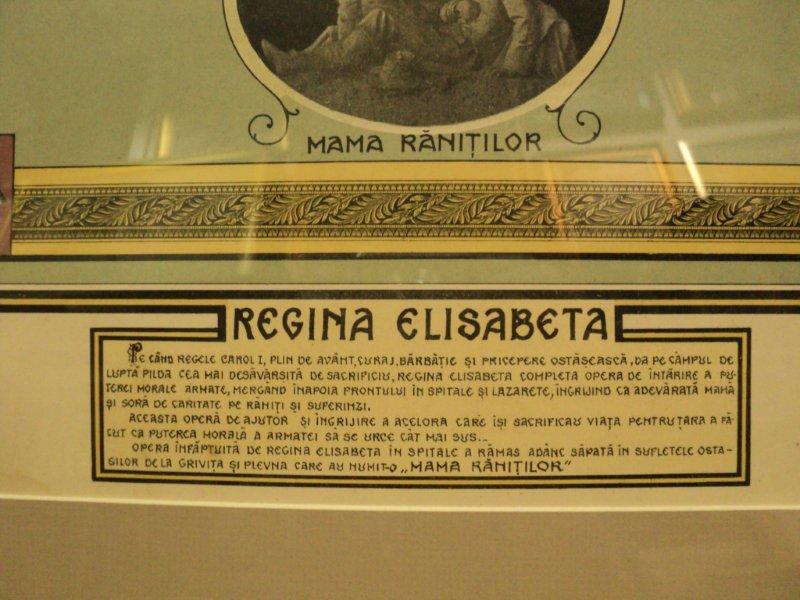 MAMA RĂNIȚILOR
REGINA ELISABETA
PE CÂND REGELE CAROL I, PLIN DE AVÂNT, CURAJ, BĂRBĂȚIE ȘI PRICEPERE OSTĂȘEASCĂ, DA PE CÂMPUL DE
LUPTĂ PILDA CEA MAI DESĂVÂRȘITĂ DE SACRIFICIU, REGINA ELISABETA COMPLETA OPERA DE ÎNTĂRIRE A PU-
TEREI MORALE ARMATE, MERGÂND ÎNAPOIA FRONTULUI ÎN SPITALE ȘI LAZARETE, ÎNGRIJIND CA ADEVĂRATĂ MAMĂ
ȘI SORĂ DE CARITATE PE RĂNIȚI ȘI SUFERINZI.
ACEASTA OPERĂ DE AJUTOR ȘI ÎNGRIJIRE A ACELORA CARE ÎȘI SACRIFICAU VIAȚA PENTRU ȚARA A FĂ-
CUT CA PUTEREA MORALĂ A ARMATEI SĂ SE URCE CÂT MAI SUS...
OPERA ÎNFĂPTUITĂ DE REGINA ELISABETA ÎN SPITALE A RĂMAS ADÂNC SĂPATĂ ÎN SUFLETELE OSTA-
ȘILOR DE LA GRIVIȚA ȘI PLEVNA CARE AU NUMIT-O „MAMA RĂNIȚILOR"